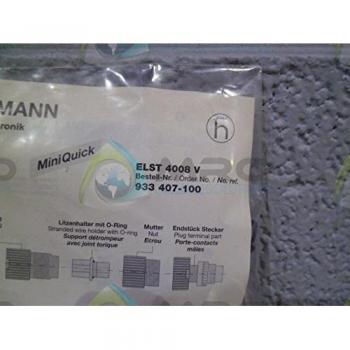 MANN
ronik
h
MiniQuick
ELST 4008 V
Bestell-Nr. / Order No. / No. ref.
933 407-100
Litzenhalter mit O-Ring
Stranded wire holder with O-ring
Support détrompeur
avec joint torique
Mutter
Nut
Ecrou
Endstück Stecker
Plug terminal part
Porte-contacts
mâles